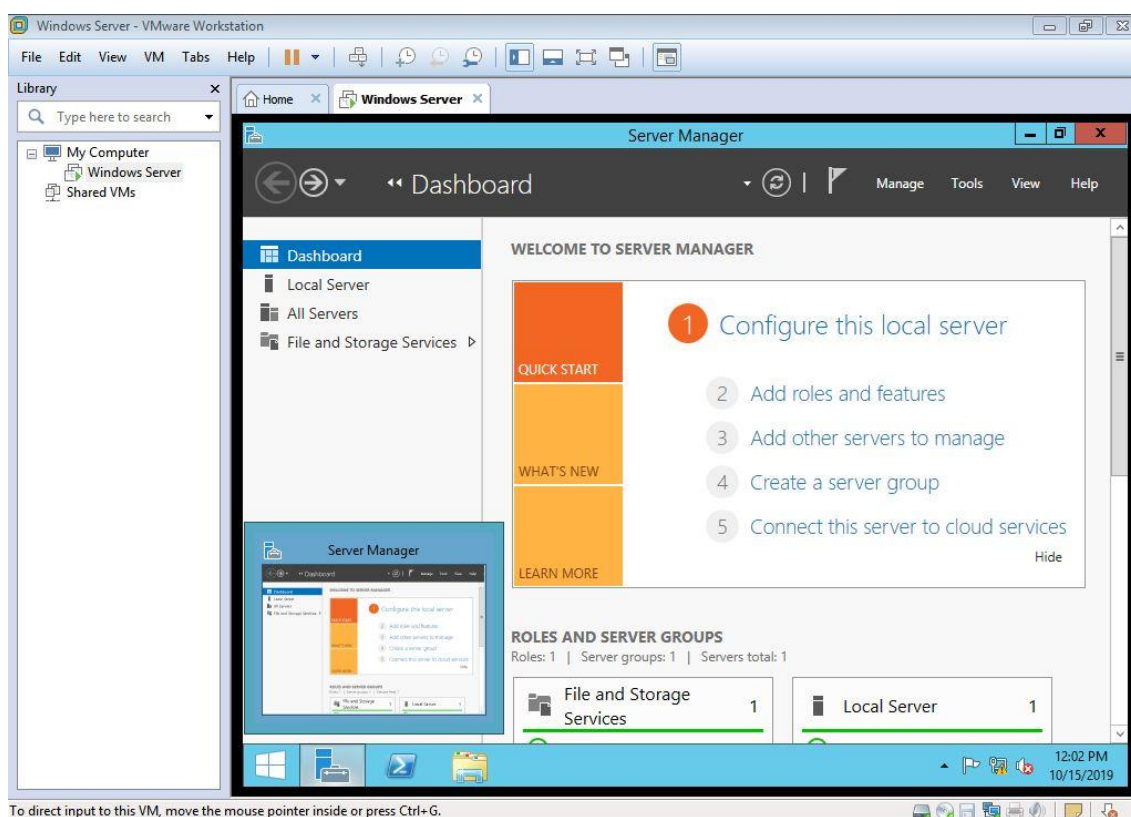 Windows Server - VMware Workstation
File Edit View VM Tabs Help
Library
Type here to search
My Computer
Windows Server
Shared VMs
Home
Windows Server
Server Manager
Dashboard
Manage Tools View Help
Dashboard
Local Server
All Servers
File and Storage Services
WELCOME TO SERVER MANAGER
QUICK START
WHAT'S NEW
LEARN MORE
1 Configure this local server
2 Add roles and features
3 Add other servers to manage
4 Create a server group
5 Connect this server to cloud services
Hide
ROLES AND SERVER GROUPS
Roles: 1 | Server groups: 1 | Servers total: 1
File and Storage
Services
1
Local Server 1
Server Manager
Dashboard
Configure this local server
12:02 PM
10/15/2019
To direct input to this VM, move the mouse pointer inside or press Ctrl+G.